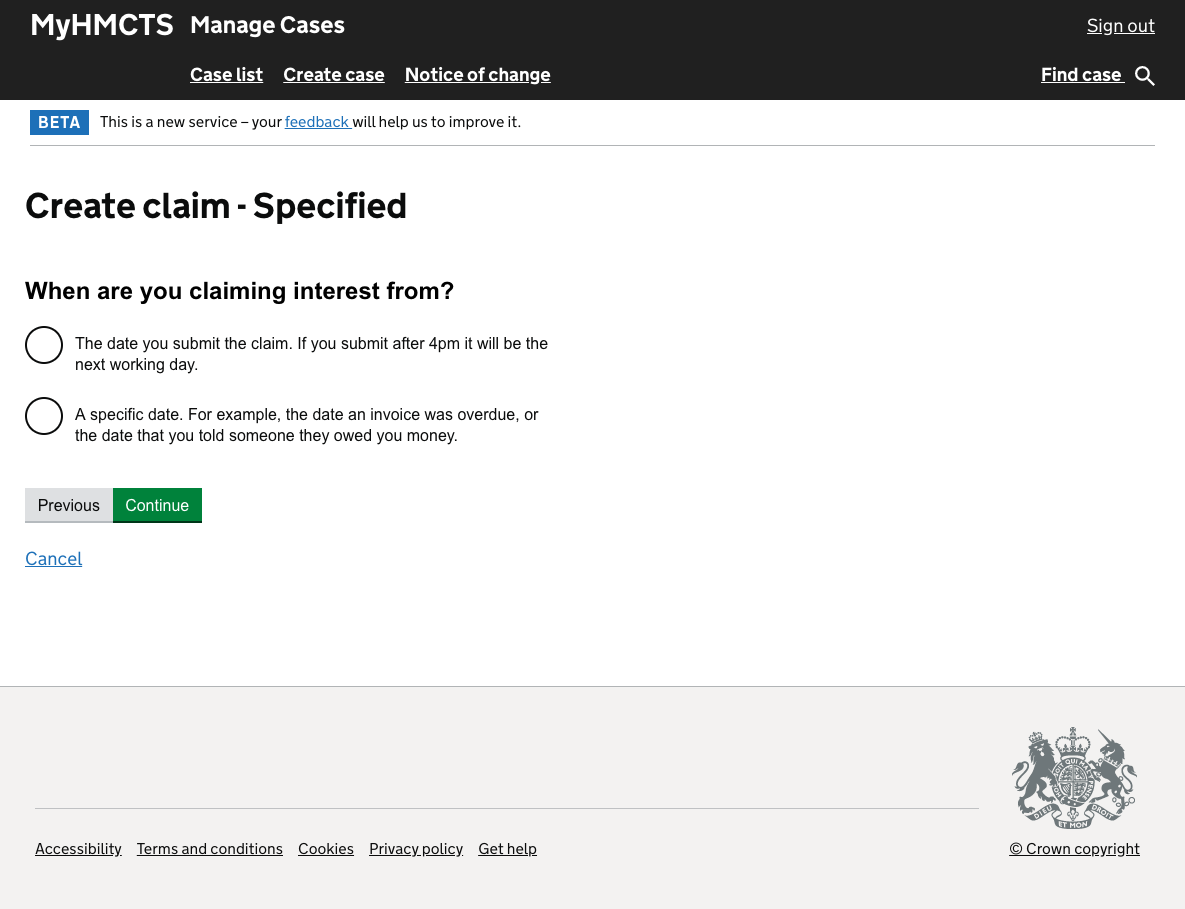 MyHMCTS Manage Cases Sign out
Case list Create case Notice of change Find case
BETA This is a new service – your feedback will help us to improve it.
Create claim - Specified
When are you claiming interest from?
The date you submit the claim. If you submit after 4pm it will be the
next working day.
A specific date. For example, the date an invoice was overdue, or
the date that you told someone they owed you money.
Previous Continue
Cancel
DIEU ET MON DROIT
Accessibility Terms and conditions Cookies Privacy policy Get help © Crown copyright